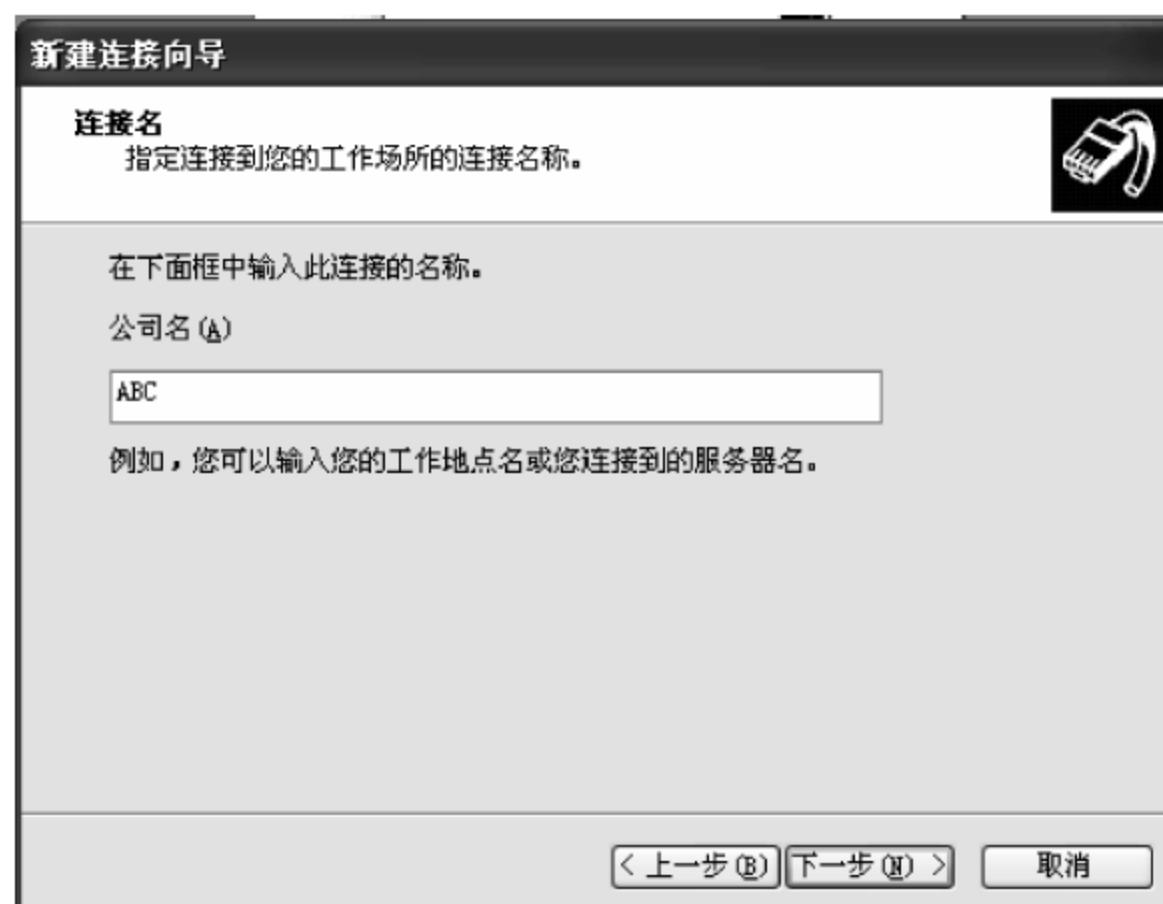 新建连接向导
连接名
指定连接到您的工作场所的连接名称。
在下面框中输入此连接的名称。
公司名(A)
ABC
例如，您可以输入您的工作地点名或您连接到的服务器名。
< 上一步(B) 下一步(N) > 取消